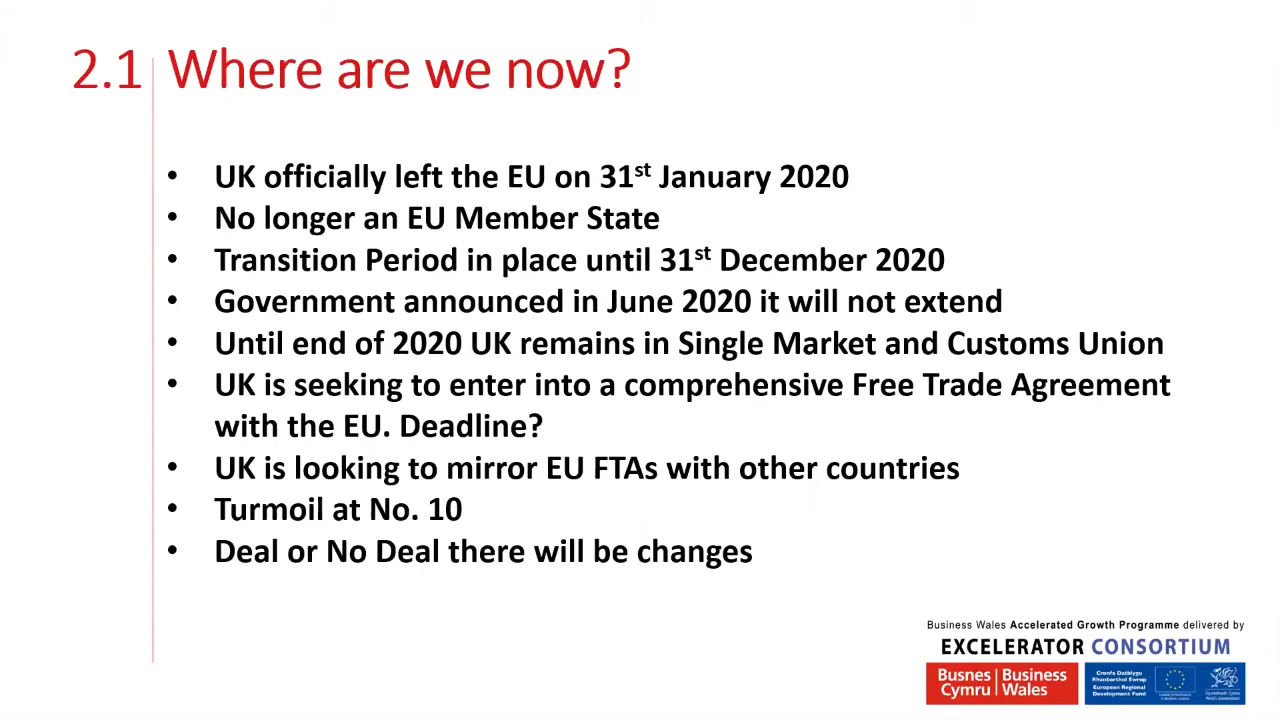 2.1 Where are we now?
• UK officially left the EU on 31st January 2020
• No longer an EU Member State
• Transition Period in place until 31st December 2020
• Government announced in June 2020 it will not extend
• Until end of 2020 UK remains in Single Market and Customs Union
• UK is seeking to enter into a comprehensive Free Trade Agreement
with the EU. Deadline?
• UK is looking to mirror EU FTAs with other countries
• Turmoil at No. 10
• Deal or No Deal there will be changes
Business Wales Accelerated Growth Programme delivered by
EXCELERATOR CONSORTIUM
Busnes Cymru
Business Wales
Cronfa Datblygu
Rhanbarthol Ewrop
European Regional
Development Fund
Llywodraeth Cymru
Welsh Government